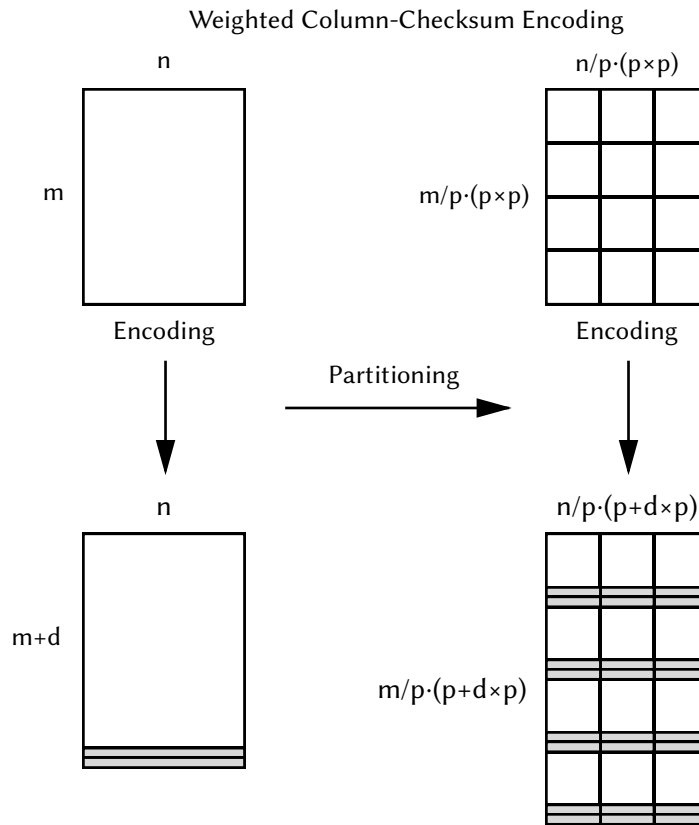 Weighted Column-Checksum Encoding
n
n/p·(p×p)
m
m/p·(p×p)
Encoding
Encoding
Partitioning
n
n/p·(p+d×p)
m+d
m/p·(p+d×p)